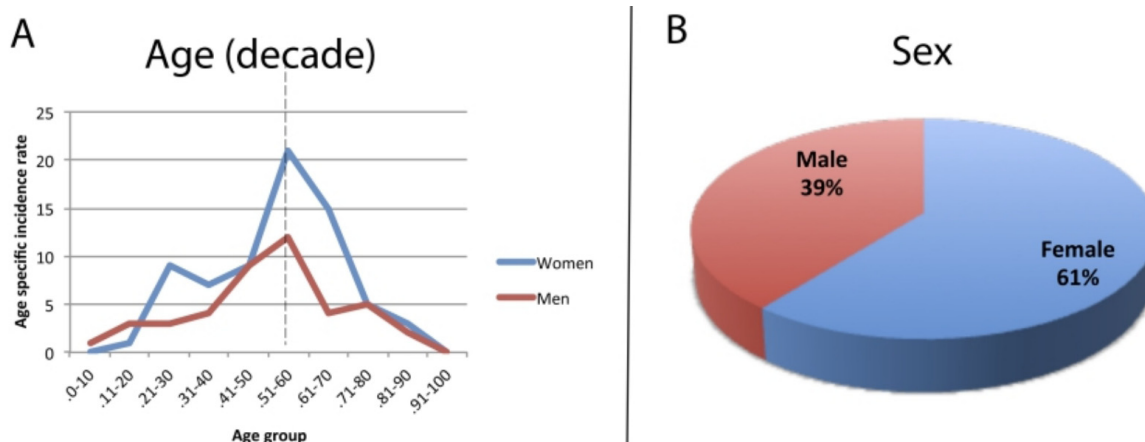 A
Age (decade)
25
20
15
10
5
0
Age specific incidence rate
.0-10
.11-20
.21-30
.31-40
.41-50
.51-60
.61-70
.71-80
.81-90
.91-100
Age group
Women
Men
B
Sex
Male
39%
Female
61%